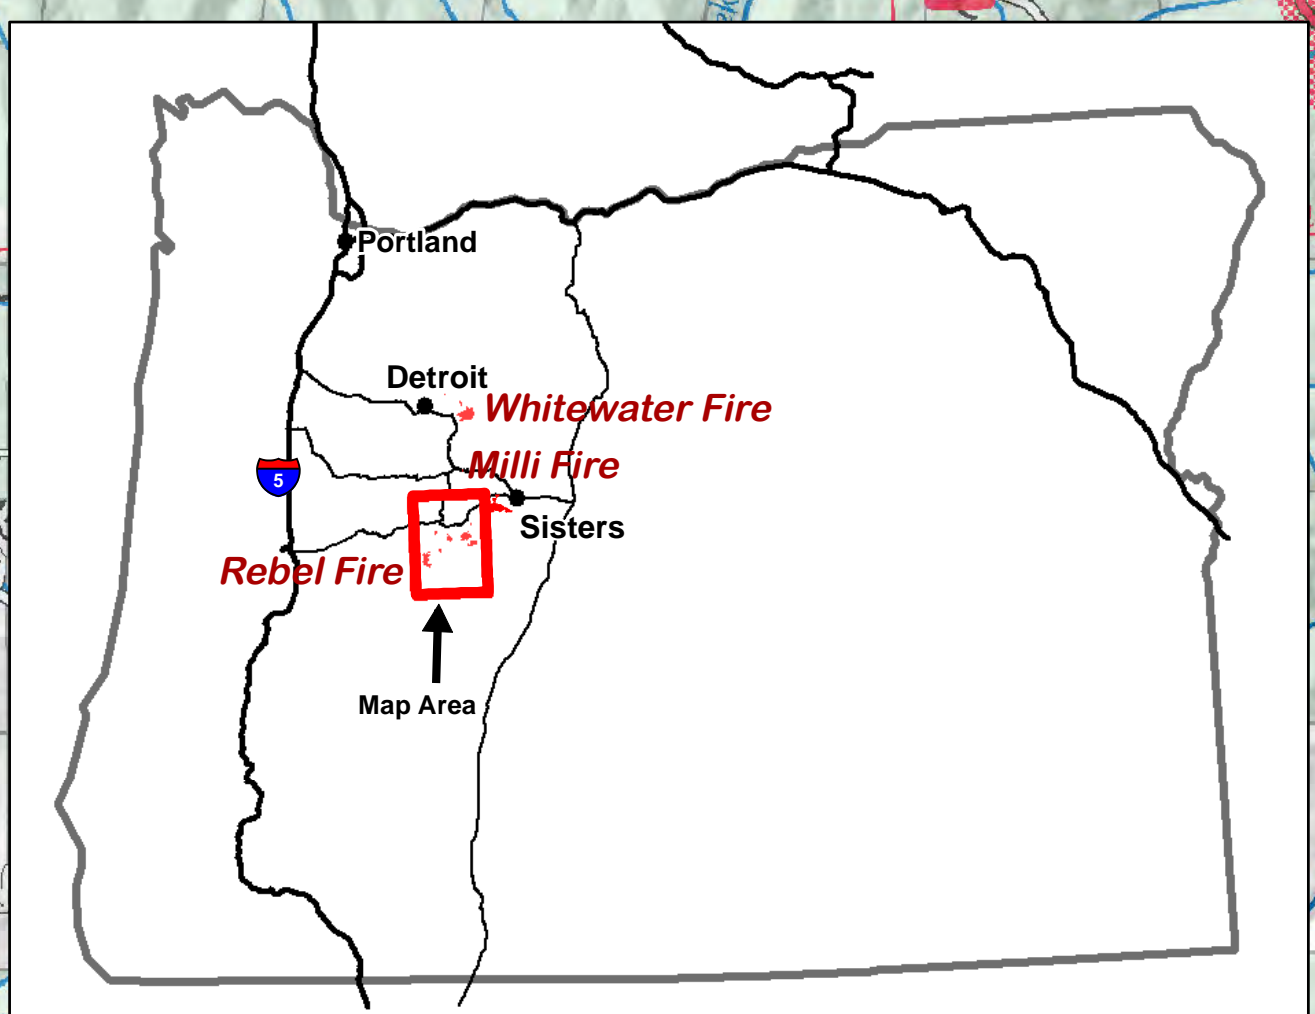 Portland
Detroit
Whitewater Fire
Milli Fire
5
Sisters
Rebel Fire
Map Area